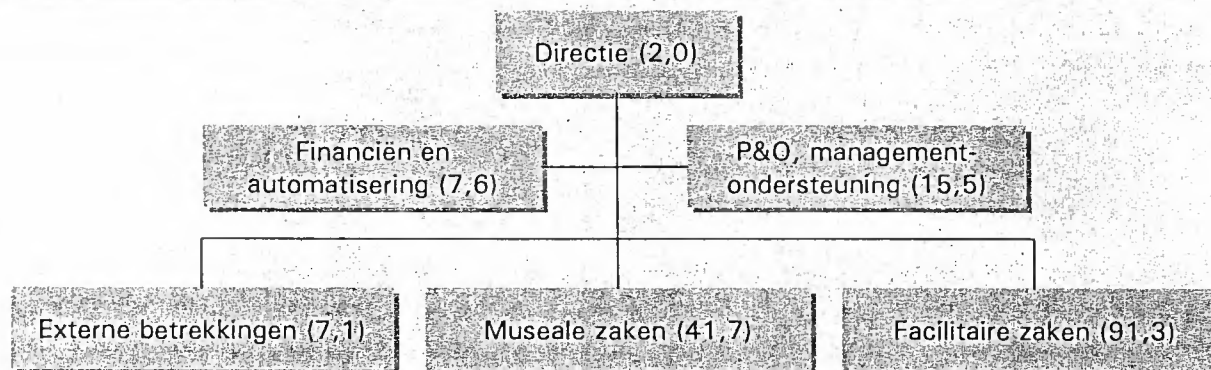 Directie (2,0)
Financiën en
automatisering (7,6)
P&O, management-
ondersteuning (15,5)
Externe betrekkingen (7,1)
Museale zaken (41,7)
Facilitaire zaken (91,3)